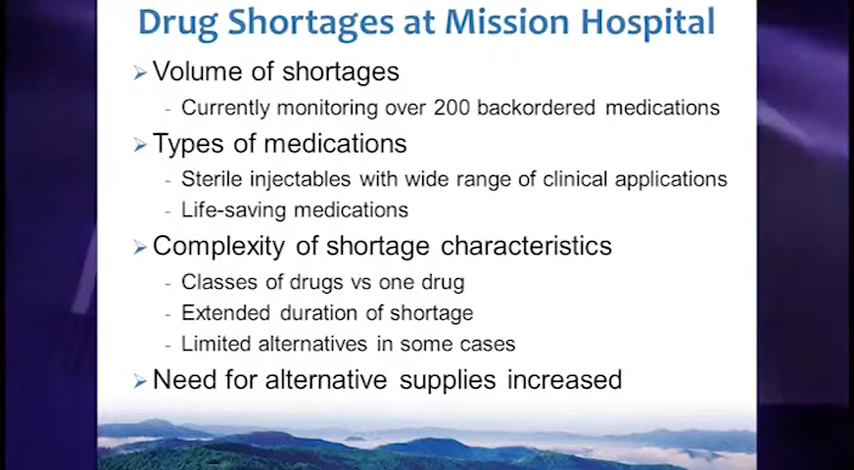 Drug Shortages at Mission Hospital
➢ Volume of shortages
- Currently monitoring over 200 backordered medications
➢ Types of medications
- Sterile injectables with wide range of clinical applications
- Life-saving medications
➢ Complexity of shortage characteristics
- Classes of drugs vs one drug
- Extended duration of shortage
- Limited alternatives in some cases
➢ Need for alternative supplies increased